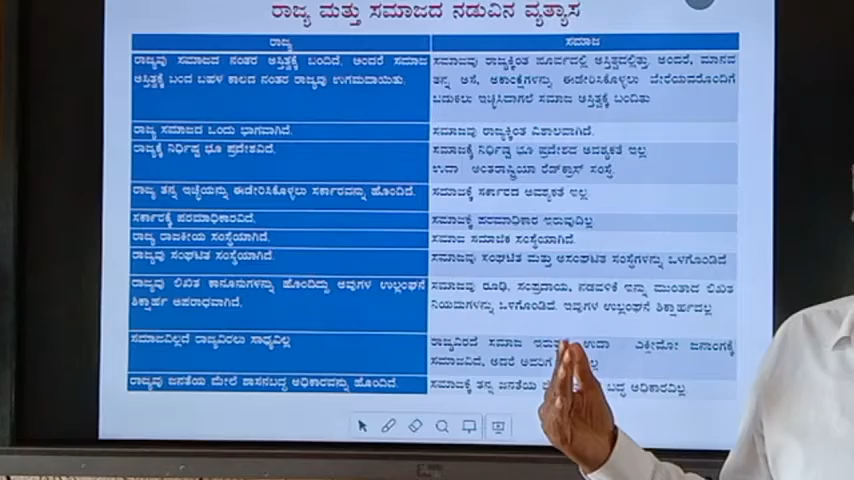 ರಾಜ್ಯ ಮತ್ತು ಸಮಾಜದ ನಡುವಿನ ವ್ಯತ್ಯಾಸ
ರಾಜ್ಯ
ಸಮಾಜ
ರಾಜ್ಯವು ಸಮಾಜದ ನಂತರ ಅಸ್ತಿತ್ವಕ್ಕೆ ಬಂದಿದೆ. ಅಂದರೆ ಸಮಾಜ
ಅಸ್ತಿತ್ವಕ್ಕೆ ಬಂದ ಬಹಳ ಕಾಲದ ನಂತರ ರಾಜ್ಯವು ಉಗಮವಾಯಿತು.
ಸಮಾಜವು ರಾಜ್ಯಕ್ಕಿಂತ ಪೂರ್ವದಲ್ಲಿ ಅಸ್ತಿತ್ವದಲ್ಲಿತ್ತು. ಅಂದರೆ, ಮಾನವ
ತನ್ನ ಆಸೆ, ಆಕಾಂಕ್ಷೆಗಳನ್ನು ಈಡೇರಿಸಿಕೊಳ್ಳಲು ಬೇರೆಯವರೊಂದಿಗೆ
ಬದುಕಲು ಇಚ್ಛಿಸಿದಾಗಲೆ ಸಮಾಜ ಅಸ್ತಿತ್ವಕ್ಕೆ ಬಂದಿತು
ರಾಜ್ಯ ಸಮಾಜದ ಒಂದು ಭಾಗವಾಗಿದೆ.
ಸಮಾಜವು ರಾಜ್ಯಕ್ಕಿಂತ ವಿಶಾಲವಾಗಿದೆ.
ರಾಜ್ಯಕ್ಕೆ ನಿರ್ಧಿಷ್ಟ ಭೂ ಪ್ರದೇಶವಿದೆ.
ಸಮಾಜಕ್ಕೆ ನಿರ್ಧಿಷ್ಟ ಭೂ ಪ್ರದೇಶದ ಅವಶ್ಯಕತೆ ಇಲ್ಲ
ಉದಾ ಅಂತರಾಷ್ಟ್ರೀಯ ರೆಡ್‌ಕ್ರಾಸ್ ಸಂಸ್ಥೆ.
ರಾಜ್ಯ ತನ್ನ ಇಚ್ಛೆಯನ್ನು ಈಡೇರಿಸಿಕೊಳ್ಳಲು ಸರ್ಕಾರವನ್ನು ಹೊಂದಿದೆ.
ಸಮಾಜಕ್ಕೆ ಸರ್ಕಾರದ ಅವಶ್ಯಕತೆ ಇಲ್ಲ
ಸರ್ಕಾರಕ್ಕೆ ಪರಮಾಧಿಕಾರವಿದೆ.
ಸಮಾಜಕ್ಕೆ ಪರಮಾಧಿಕಾರ ಇರುವುದಿಲ್ಲ
ರಾಜ್ಯ ರಾಜಕೀಯ ಸಂಸ್ಥೆಯಾಗಿದೆ.
ಸಮಾಜ ಸಮಾಜಿಕ ಸಂಸ್ಥೆಯಾಗಿದೆ.
ರಾಜ್ಯವು ಸಂಘಟಿತ ಸಂಸ್ಥೆಯಾಗಿದೆ.
ಸಮಾಜವು ಸಂಘಟಿತ ಮತ್ತು ಅಸಂಘಟಿತ ಸಂಸ್ಥೆಗಳನ್ನು ಒಳಗೊಂಡಿದೆ
ರಾಜ್ಯವು ಲಿಖಿತ ಕಾನೂನುಗಳನ್ನು ಹೊಂದಿದ್ದು ಅವುಗಳ ಉಲ್ಲಂಘನೆ
ಶಿಕ್ಷಾರ್ಹ ಅಪರಾಧವಾಗಿದೆ.
ಸಮಾಜವು ರೂಢಿ, ಸಂಪ್ರದಾಯ, ನಡವಳಿಕೆ ಇನ್ನು ಮುಂತಾದ ಲಿಖಿತ
ನಿಯಮಗಳನ್ನು ಒಳಗೊಂಡಿದೆ. ಇವುಗಳ ಉಲ್ಲಂಘನೆ ಶಿಕ್ಷಾರ್ಹವಲ್ಲ
ಸಮಾಜವಿಲ್ಲದೆ ರಾಜ್ಯವಿರಲು ಸಾಧ್ಯವಿಲ್ಲ
ರಾಜ್ಯವಿರದೆ ಸಮಾಜ ಉದಾ ಎಕ್ಸಿಮೋ ಜನಾಂಗಕ್ಕೆ
ಸಮಾಜವಿದೆ, ಆದರೆ
ರಾಜ್ಯವು ಜನತೆಯ ಮೇಲೆ ಶಾಸನಬದ್ಧ ಅಧಿಕಾರವನ್ನು ಹೊಂದಿದೆ.
ಸಮಾಜಕ್ಕೆ ತನ್ನ ಜನತೆಯ ಬದ್ಧ ಅಧಿಕಾರವಿಲ್ಲ